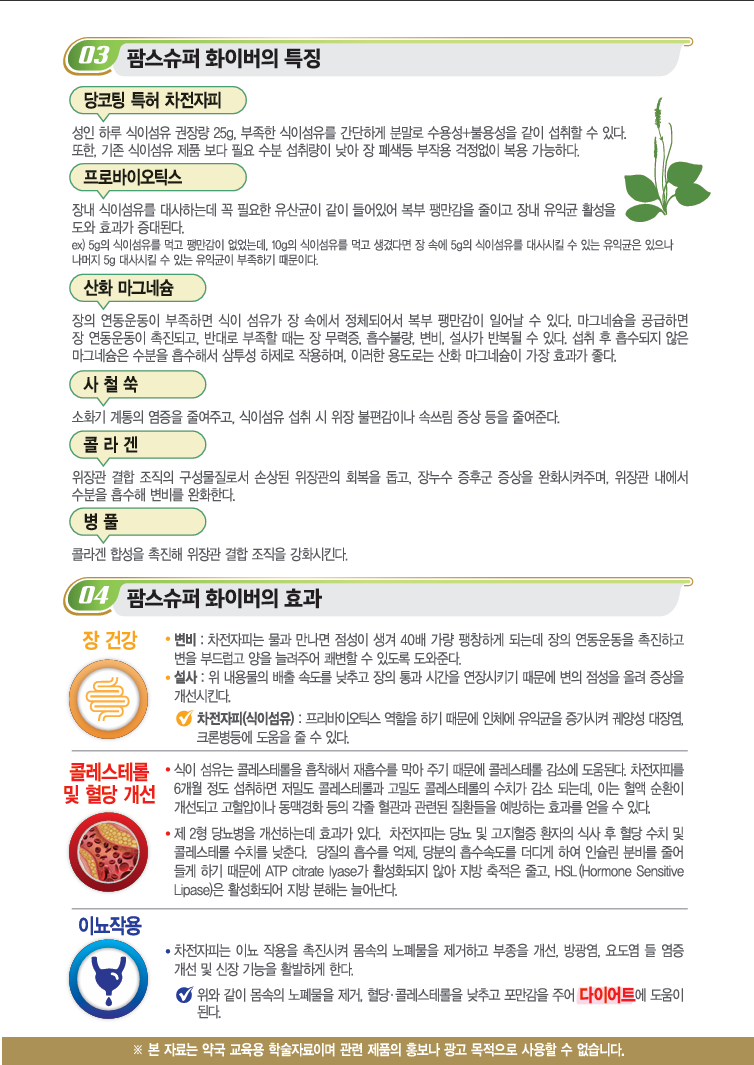 03 팜스슈퍼 화이버의 특징
당코팅 특허 차전자피
성인 하루 식이섬유 권장량 25g, 부족한 식이섬유를 간단하게 분말로 수용성+불용성을 같이 섭취할 수 있다.
또한, 기존 식이섬유 제품 보다 필요 수분 섭취량이 낮아 장 폐색등 부작용 걱정없이 복용 가능하다.
프로바이오틱스
장내 식이섬유를 대사하는데 꼭 필요한 유산균이 같이 들어있어 복부 팽만감을 줄이고 장내 유익균 활성을
도와 효과가 증대된다.
ex) 5g의 식이섬유를 먹고 팽만감이 없었는데, 10g의 식이섬유를 먹고 생겼다면 장 속에 5g의 식이섬유를 대사시킬 수 있는 유익균은 있으나
나머지 5g 대사시킬 수 있는 유익균이 부족하기 때문이다.
산화 마그네슘
장의 연동운동이 부족하면 식이 섬유가 장 속에서 정체되어서 복부 팽만감이 일어날 수 있다. 마그네슘을 공급하면
장 연동운동이 촉진되고, 반대로 부족할 때는 장 무력증, 흡수불량, 변비, 설사가 반복될 수 있다. 섭취 후 흡수되지 않은
마그네슘은 수분을 흡수해서 삼투성 하제로 작용하며, 이러한 용도로는 산화 마그네슘이 가장 효과가 좋다.
사 철 쑥
소화기 계통의 염증을 줄여주고, 식이섬유 섭취 시 위장 불편감이나 속쓰림 증상 등을 줄여준다.
콜 라 겐
위장관 결합 조직의 구성물질로서 손상된 위장관의 회복을 돕고, 장누수 증후군 증상을 완화시켜주며, 위장관 내에서
수분을 흡수해 변비를 완화한다.
병 풀
콜라겐 합성을 촉진해 위장관 결합 조직을 강화시킨다.
04 팜스슈퍼 화이버의 효과
장 건강
• 변비 : 차전자피는 물과 만나면 점성이 생겨 40배 가량 팽창하게 되는데 장의 연동운동을 촉진하고
변을 부드럽고 양을 늘려주어 쾌변할 수 있도록 도와준다.
• 설사 : 위 내용물의 배출 속도를 낮추고 장의 통과 시간을 연장시키기 때문에 변의 점성을 올려 증상을
개선시킨다.
차전자피(식이섬유) : 프리바이오틱스 역할을 하기 때문에 인체에 유익균을 증가시켜 궤양성 대장염,
크론병등에 도움을 줄 수 있다.
콜레스테롤
및 혈당 개선
• 식이 섬유는 콜레스테롤을 흡착해서 재흡수를 막아 주기 때문에 콜레스테롤 감소에 도움된다. 차전자피를
6개월 정도 섭취하면 저밀도 콜레스테롤과 고밀도 콜레스테롤의 수치가 감소 되는데, 이는 혈액 순환이
개선되고 고혈압이나 동맥경화 등의 각종 혈관과 관련된 질환들을 예방하는 효과를 얻을 수 있다.
• 제 2형 당뇨병을 개선하는데 효과가 있다. 차전자피는 당뇨 및 고지혈증 환자의 식사 후 혈당 수치 및
콜레스테롤 수치를 낮춘다. 당질의 흡수를 억제, 당분의 흡수속도를 더디게 하여 인슐린 분비를 줄어
들게 하기 때문에 ATP citrate lyase가 활성화되지 않아 지방 축적은 줄고, HSL(Hormone Sensitive
Lipase)은 활성화되어 지방 분해는 늘어난다.
이뇨작용
• 차전자피는 이뇨 작용을 촉진시켜 몸속의 노폐물을 제거하고 부종을 개선, 방광염, 요도염 들 염증
개선 및 신장 기능을 활발하게 한다.
위와 같이 몸속의 노폐물을 제거, 혈당·콜레스테롤을 낮추고 포만감을 주어 다이어트에 도움이
된다.
※ 본 자료는 약국 교육용 학술자료이며 관련 제품의 홍보나 광고 목적으로 사용할 수 없습니다.